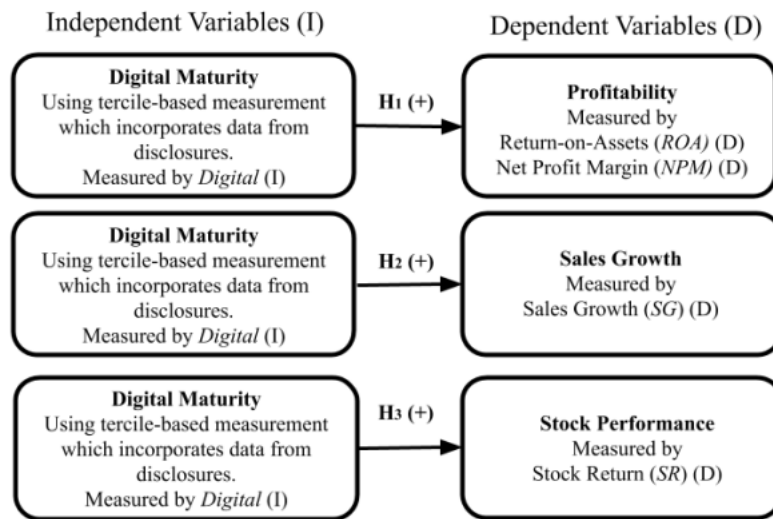 Independent Variables (I)
Dependent Variables (D)
Digital Maturity
Using tercile-based measurement
which incorporates data from
disclosures.
Measured by Digital (I)
H1 (+)
Profitability
Measured by
Return-on-Assets (ROA) (D)
Net Profit Margin (NPM) (D)
Digital Maturity
Using tercile-based measurement
which incorporates data from
disclosures.
Measured by Digital (I)
H2 (+)
Sales Growth
Measured by
Sales Growth (SG) (D)
Digital Maturity
Using tercile-based measurement
which incorporates data from
disclosures.
Measured by Digital (I)
H3 (+)
Stock Performance
Measured by
Stock Return (SR) (D)